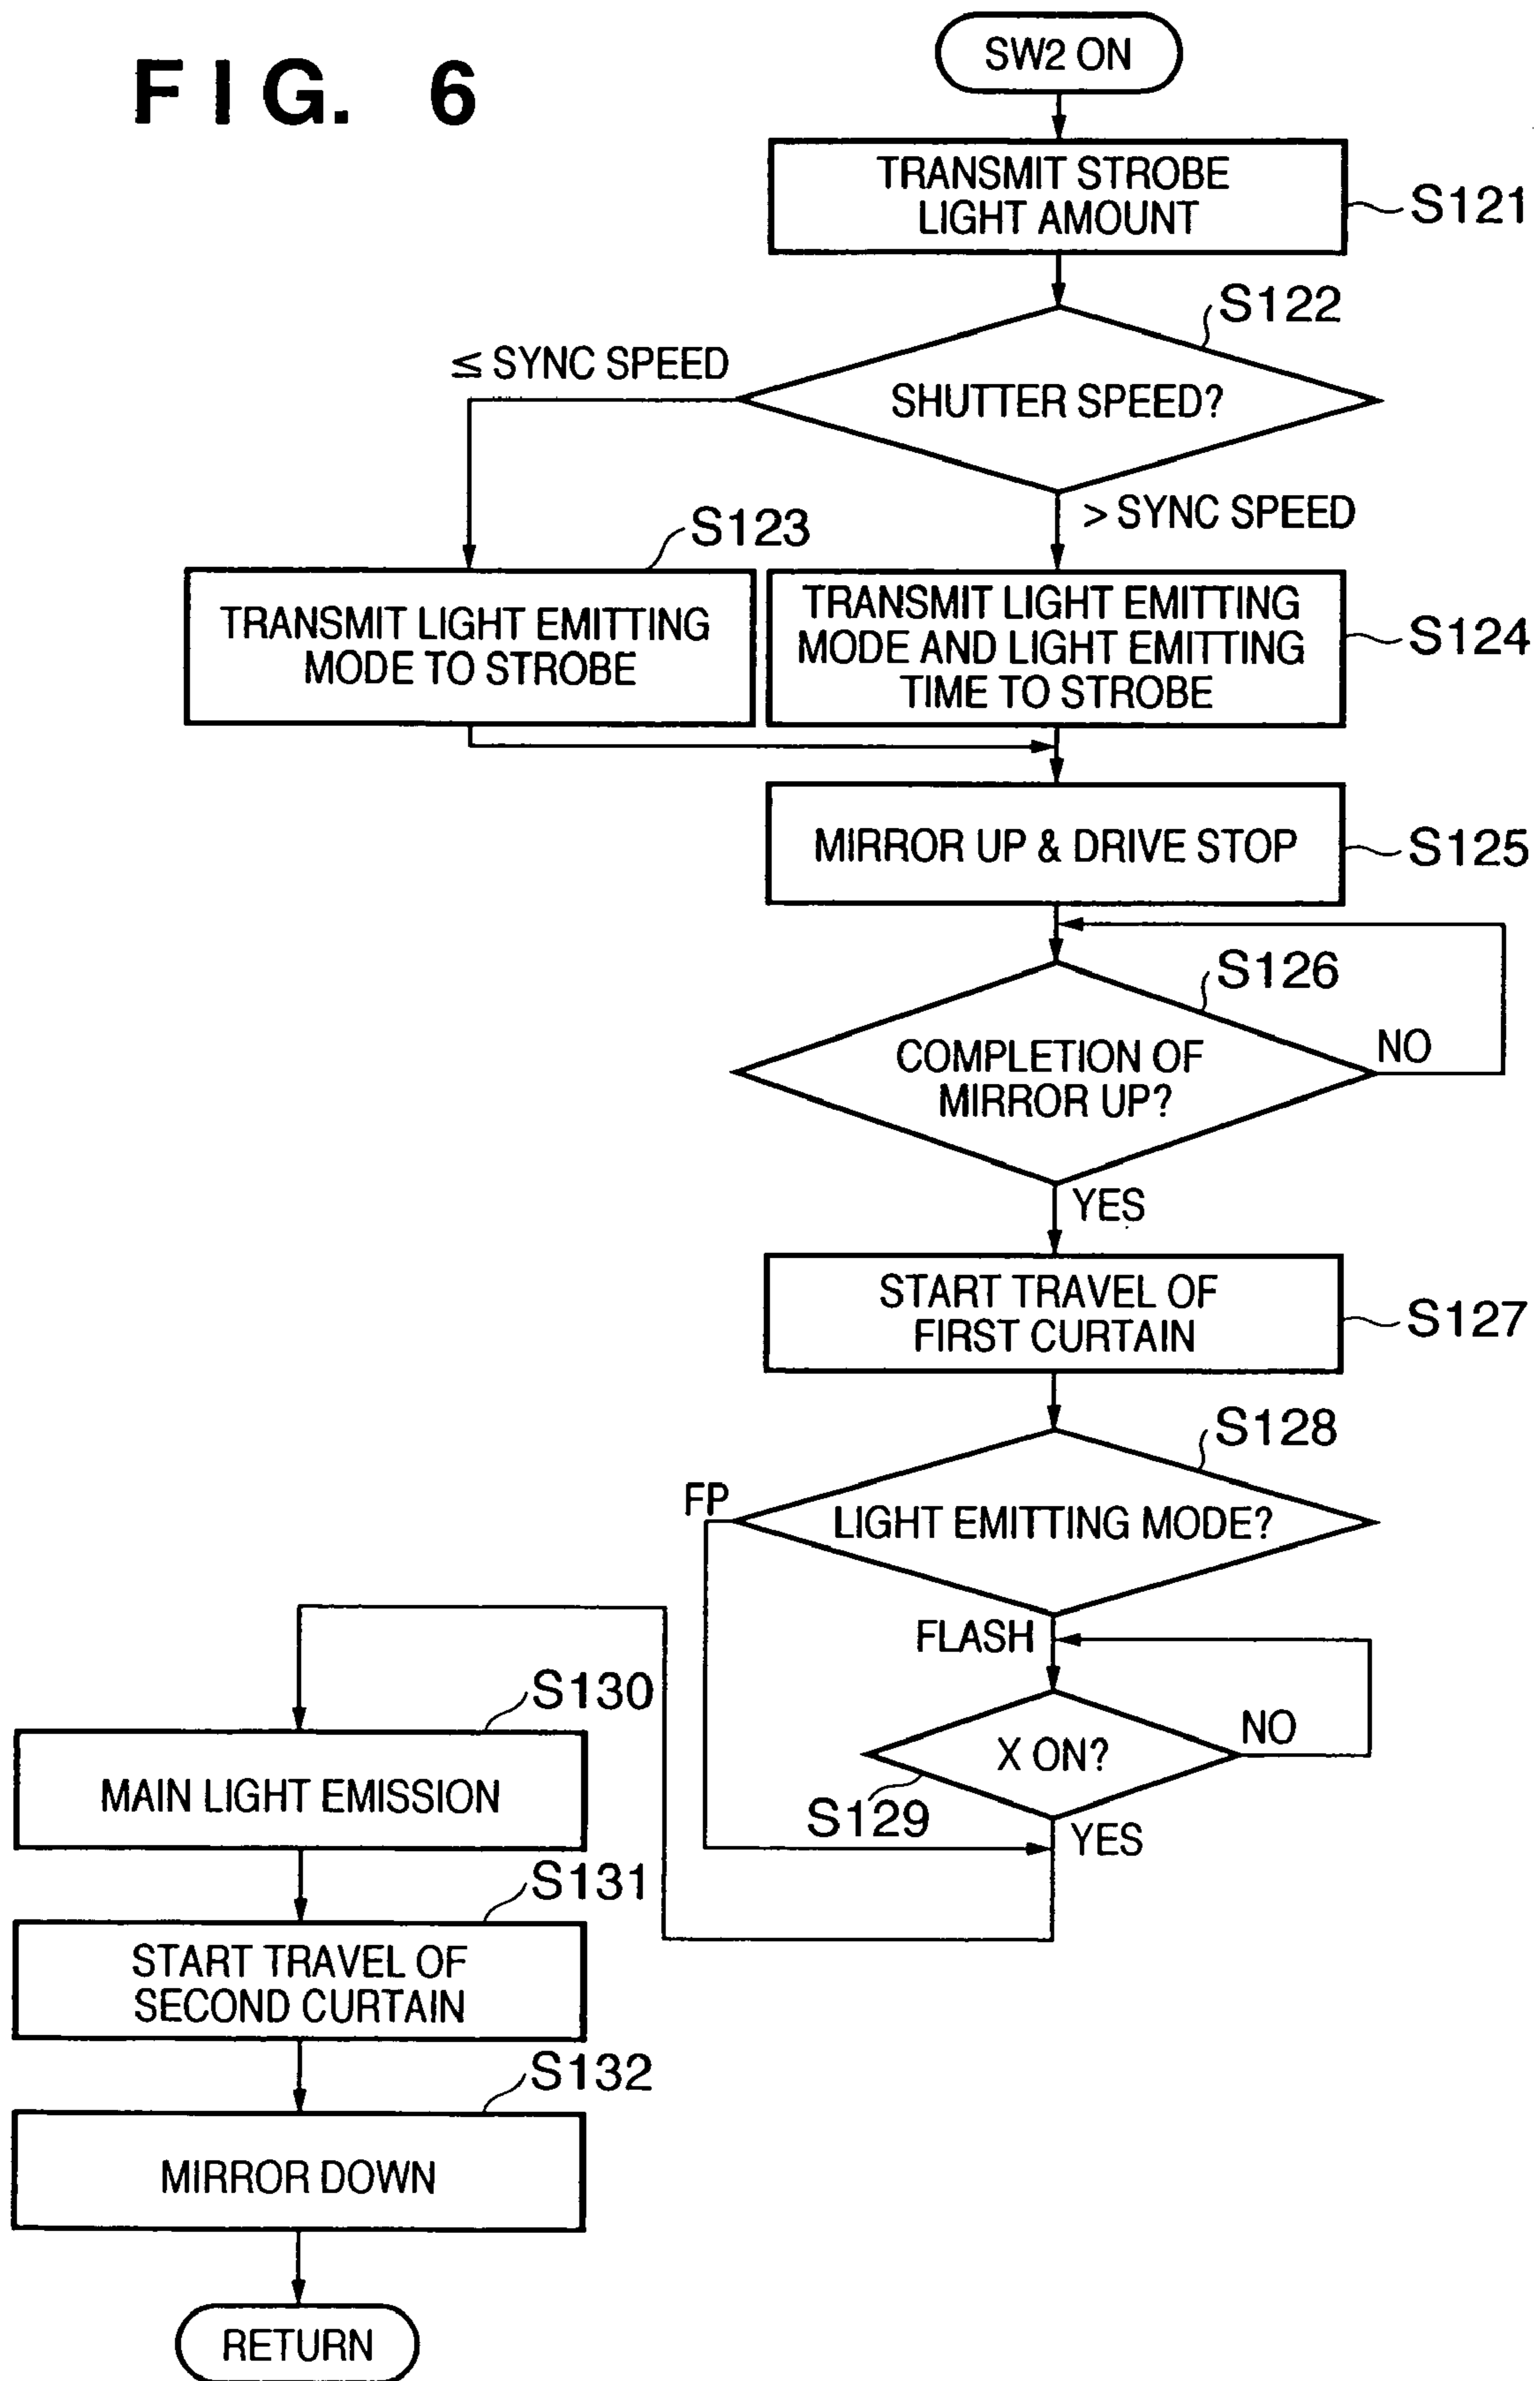 FIG. 6
SW2 ON
TRANSMIT STROBE
LIGHT AMOUNT
S121
S122
≤ SYNC SPEED
SHUTTER SPEED?
> SYNC SPEED
S123
TRANSMIT LIGHT EMITTING
MODE TO STROBE
TRANSMIT LIGHT EMITTING
MODE AND LIGHT EMITTING
TIME TO STROBE
S124
MIRROR UP & DRIVE STOP
S125
S126
COMPLETION OF
MIRROR UP?
NO
YES
START TRAVEL OF
FIRST CURTAIN
S127
S128
FP
LIGHT EMITTING MODE?
FLASH
X ON?
NO
S129
YES
S130
MAIN LIGHT EMISSION
S131
START TRAVEL OF
SECOND CURTAIN
S132
MIRROR DOWN
RETURN